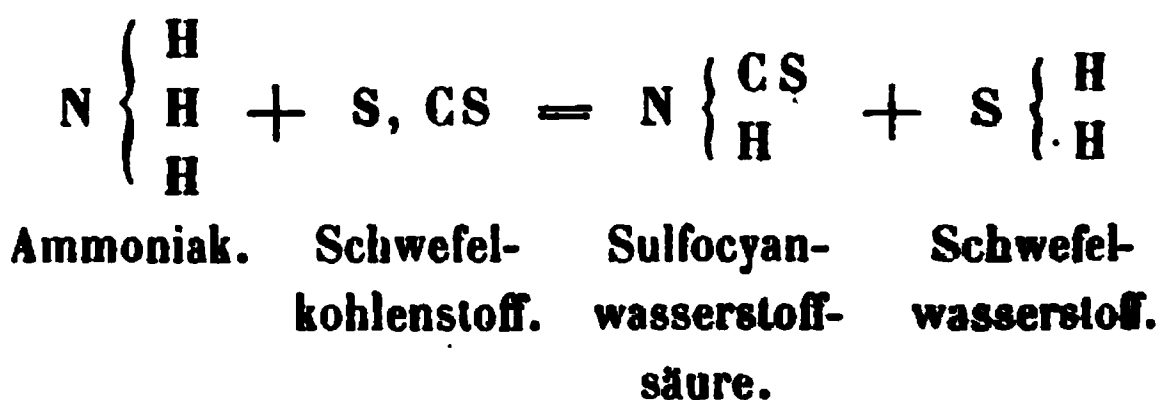 N { H H H + S, CS = N { CS H + S { H H
Ammoniak. Schwefel- Sulfocyan- Schwefel-
kohlenstoff. wasserstoff- wasserstoff.
säure.